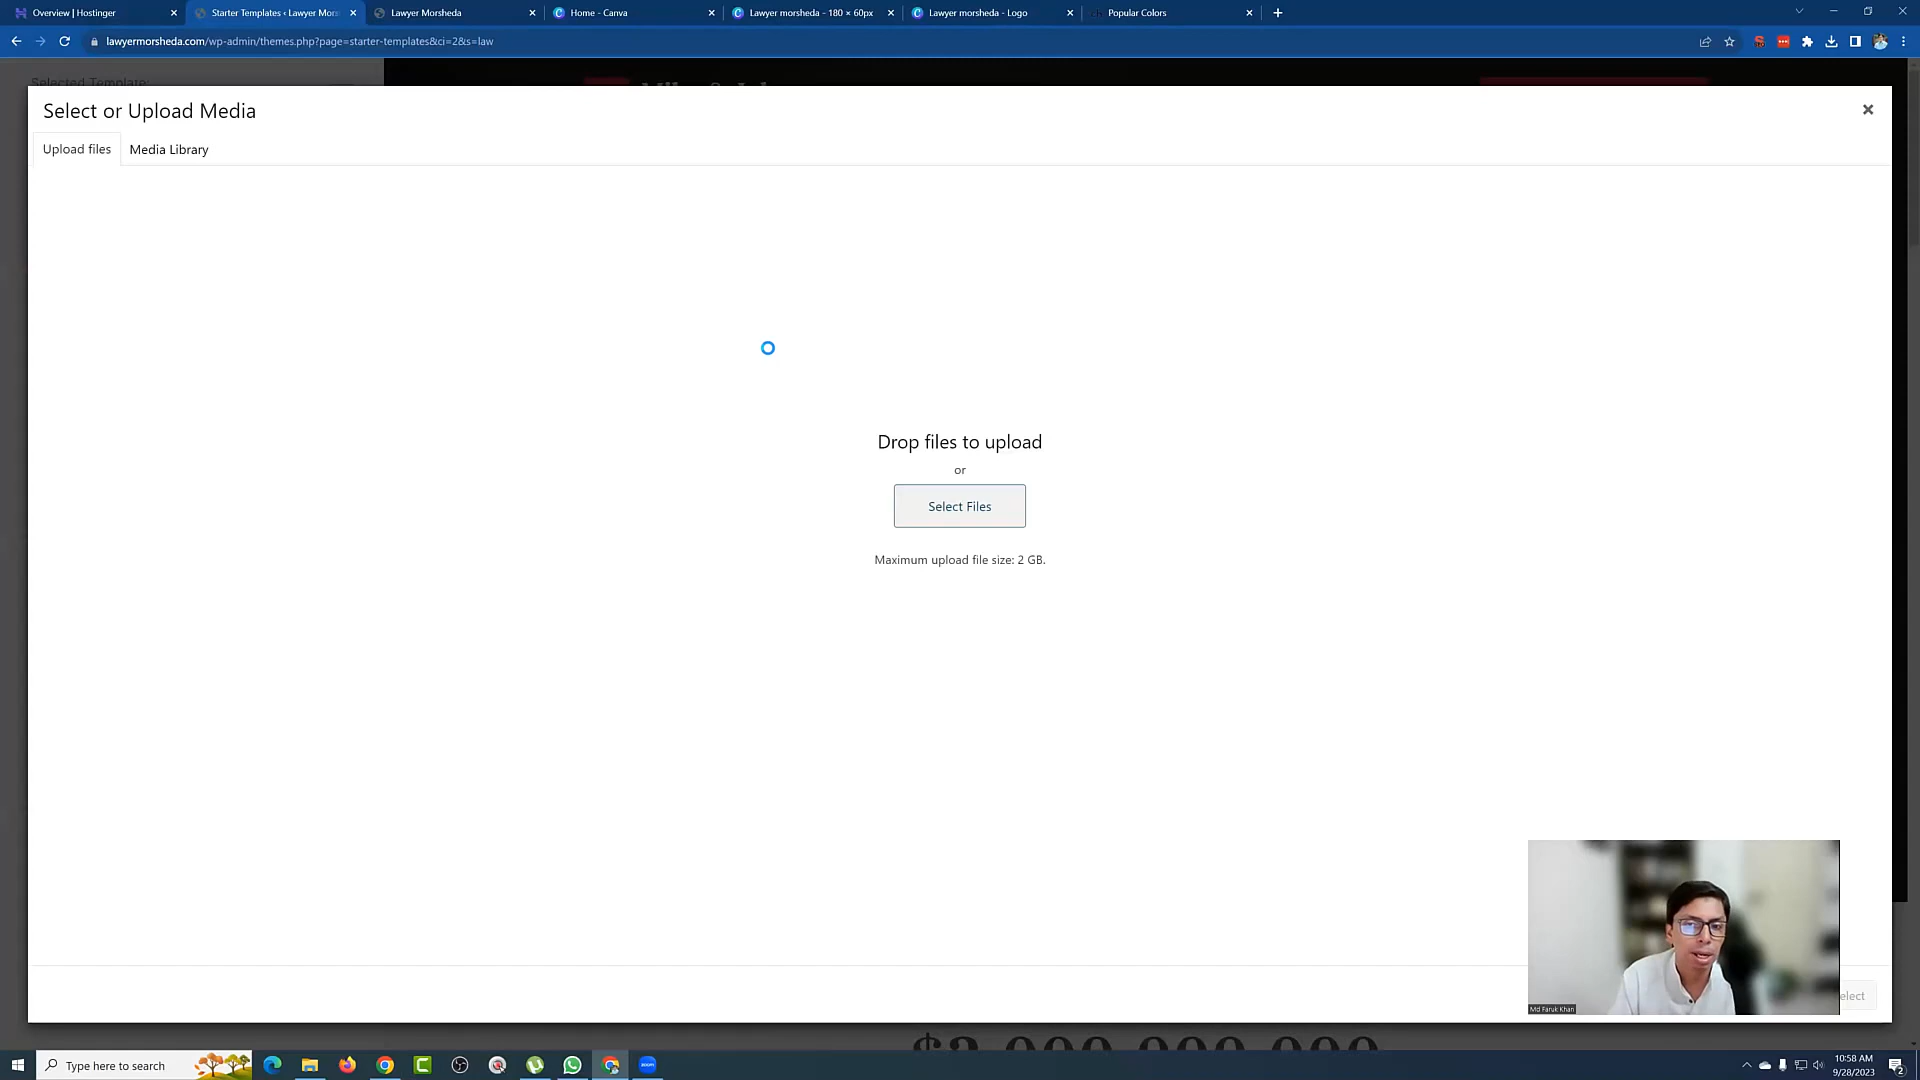 Overview | Hostinger
Starter Templates ‹ Lawyer Mor
Lawyer Morsheda
Home - Canva
Lawyer morsheda - 180 × 60px
Lawyer morsheda - Logo
Popular Colors
lawyermorsheda.com/wp-admin/themes.php?page=starter-templates&ci=2&s=law
Selected Template:
Select or Upload Media
Upload files
Media Library
Drop files to upload
or
Select Files
Maximum upload file size: 2 GB.
elect
Md Faruk Khan
Type here to search
zoom
10:58 AM
9/28/2023
2